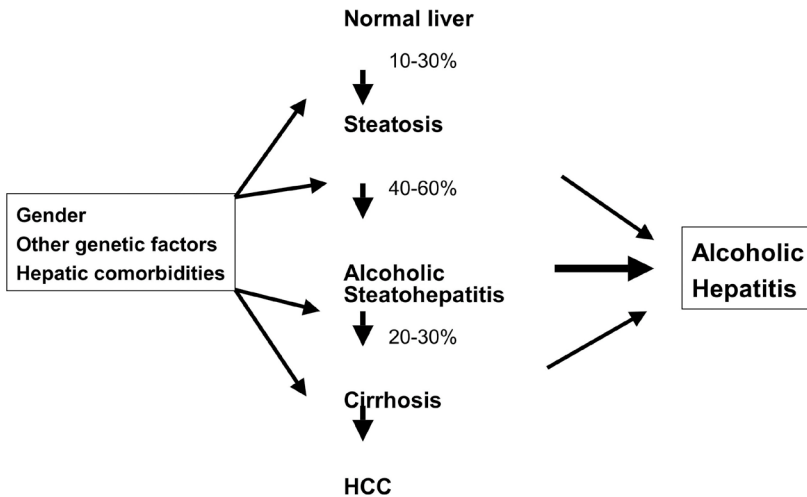 Normal liver
10-30%
Steatosis
40-60%
Gender
Other genetic factors
Hepatic comorbidities
Alcoholic
Steatohepatitis
20-30%
Cirrhosis
HCC
Alcoholic
Hepatitis